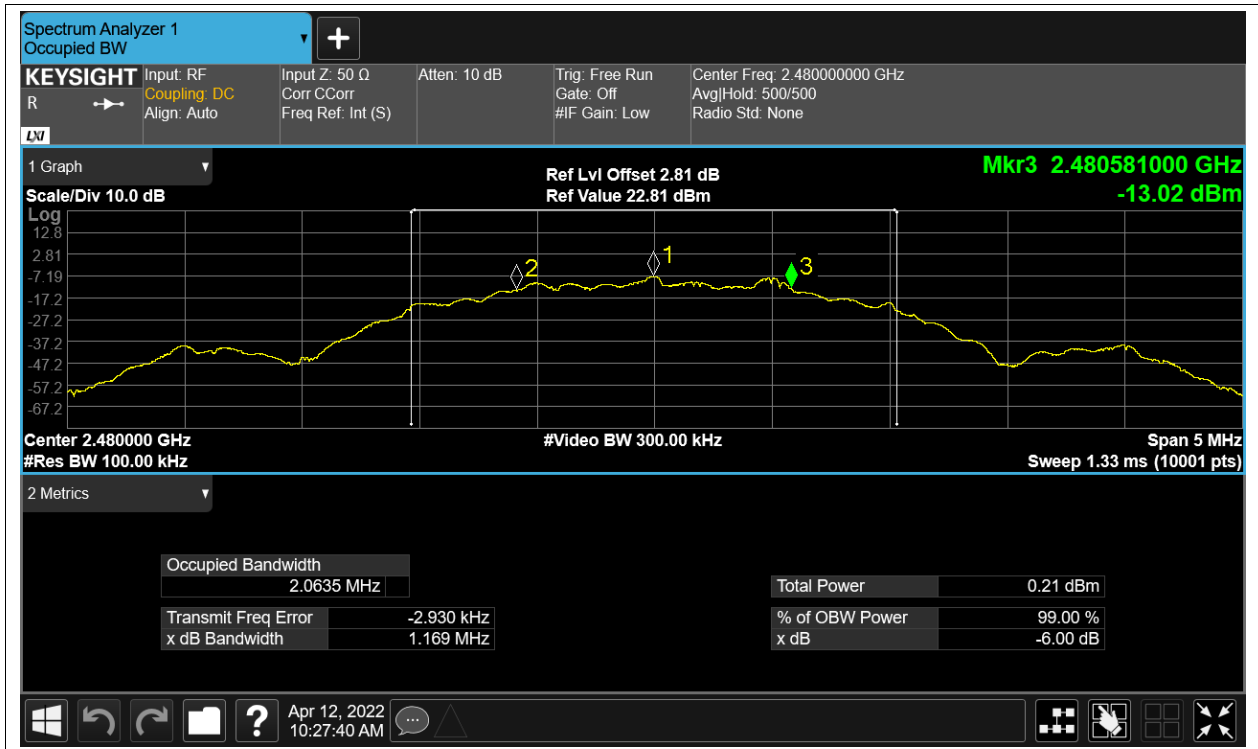 Spectrum Analyzer 1
Occupied BW
KEYSIGHT
R
LXI
Input: RF
Coupling: DC
Align: Auto
Input Z: 50 Ω
Corr CCorr
Freq Ref: Int (S)
Atten: 10 dB
Trig: Free Run
Gate: Off
#IF Gain: Low
Center Freq: 2.480000000 GHz
Avg|Hold: 500/500
Radio Std: None
1 Graph
Scale/Div 10.0 dB
Ref Lvl Offset 2.81 dB
Ref Value 22.81 dBm
Mkr3 2.480581000 GHz
-13.02 dBm
Log
12.8
2.81
-7.19
-17.2
-27.2
-37.2
-47.2
-57.2
-67.2
2
1
3
Center 2.480000 GHz
#Video BW 300.00 kHz
Span 5 MHz
#Res BW 100.00 kHz
Sweep 1.33 ms (10001 pts)
2 Metrics
Occupied Bandwidth
2.0635 MHz
Transmit Freq Error -2.930 kHz
x dB Bandwidth 1.169 MHz
Total Power 0.21 dBm
% of OBW Power 99.00 %
x dB -6.00 dB
?
Apr 12, 2022
10:27:40 AM